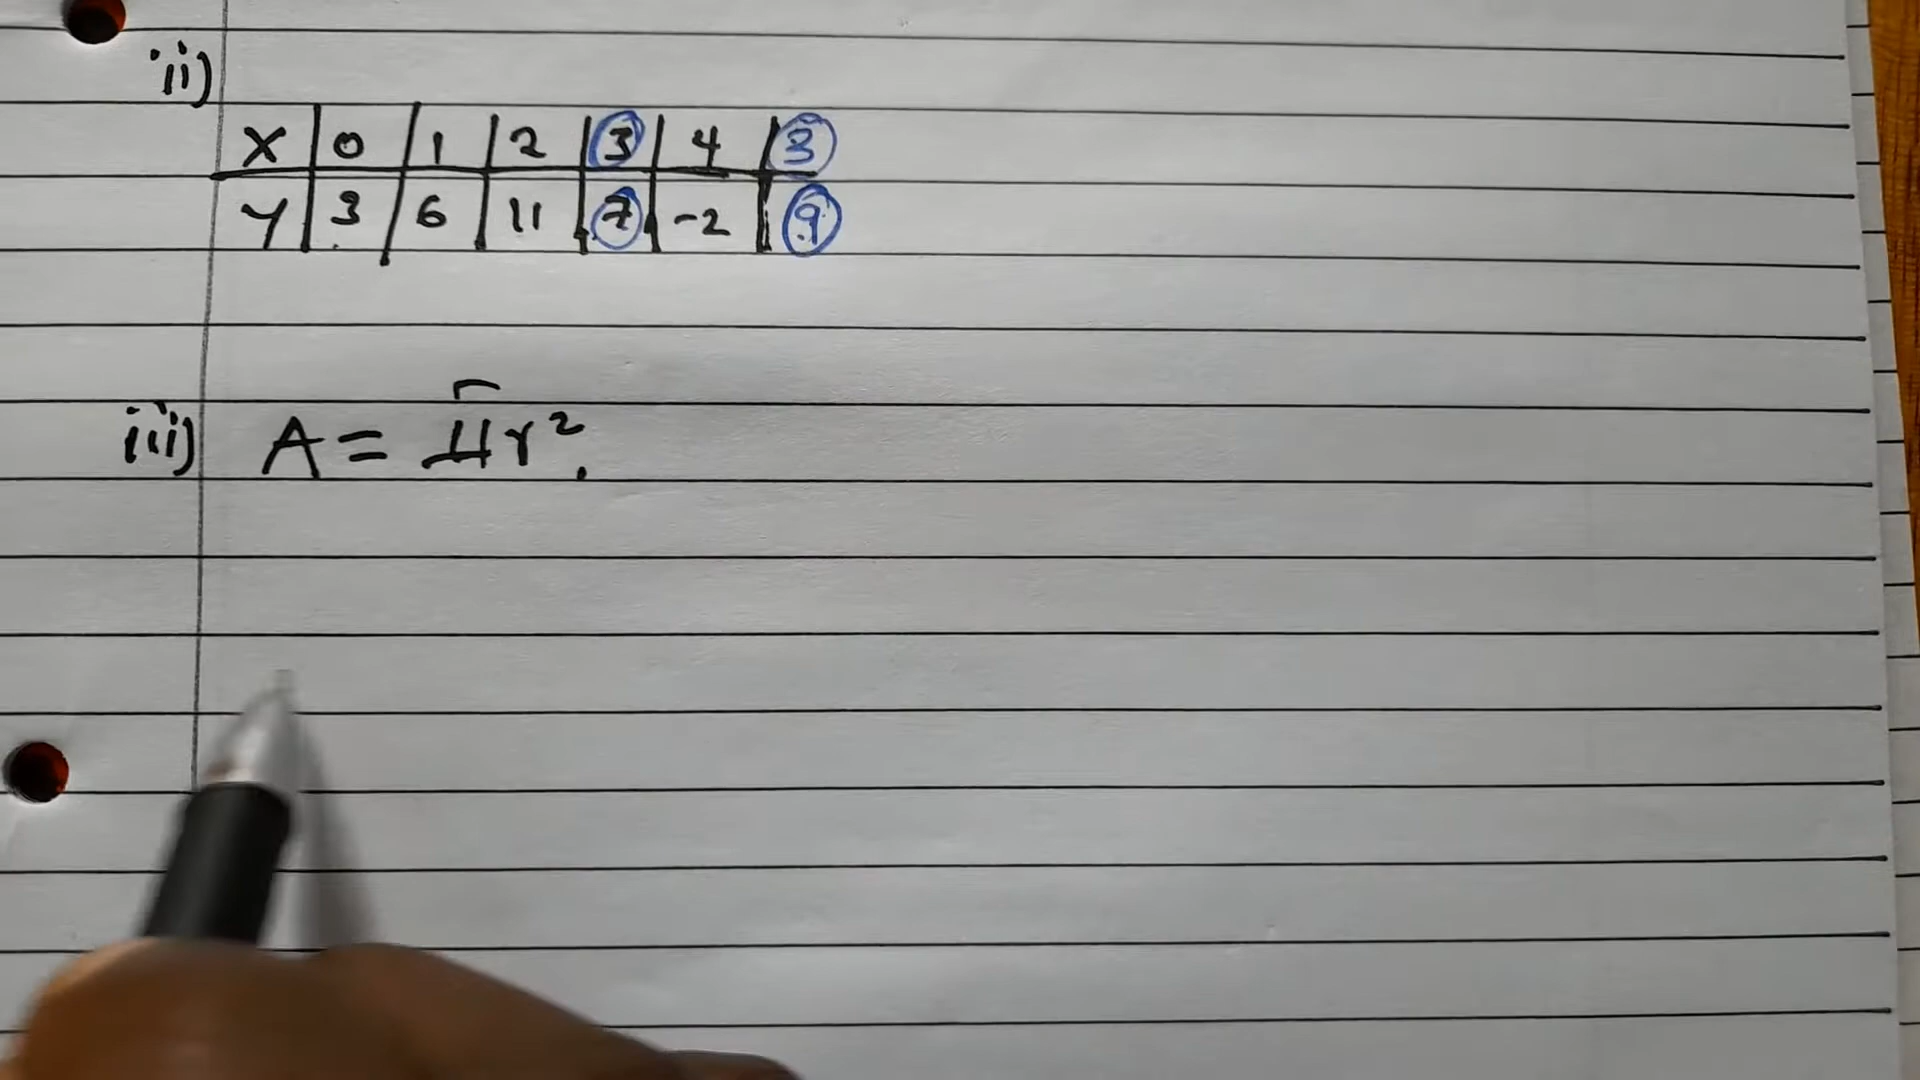 ii)
X | 0 | 1 | 2 | 3 | 4 | 3
Y | 3 | 6 | 11 | 7 | -2 | 9
iii) A = πr².